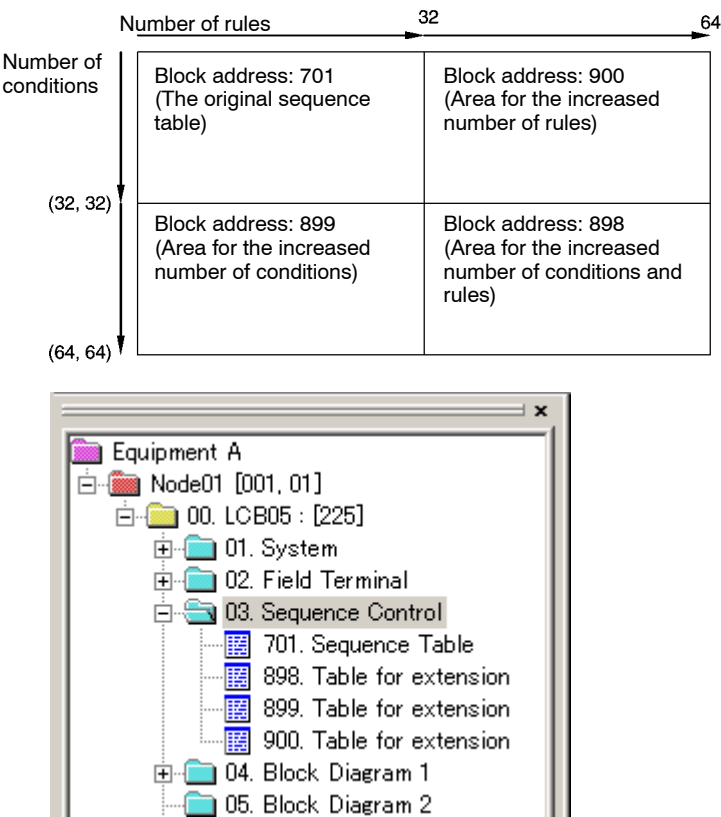 Number of rules
32
64
Number of
conditions
Block address: 701
(The original sequence
table)
Block address: 900
(Area for the increased
number of rules)
(32, 32)
Block address: 899
(Area for the increased
number of conditions)
Block address: 898
(Area for the increased
number of conditions and
rules)
(64, 64)
Equipment A
Node01 [001, 01]
00. LCB05 : [225]
01. System
02. Field Terminal
03. Sequence Control
701. Sequence Table
898. Table for extension
899. Table for extension
900. Table for extension
04. Block Diagram 1
05. Block Diagram 2